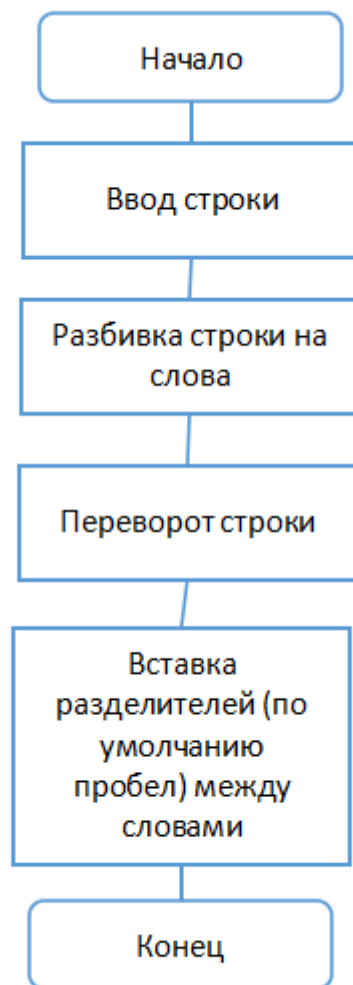 Начало
Ввод строки
Разбивка строки на
слова
Переворот строки
Вставка
разделителей (по
умолчанию
пробел) между
словами
Конец